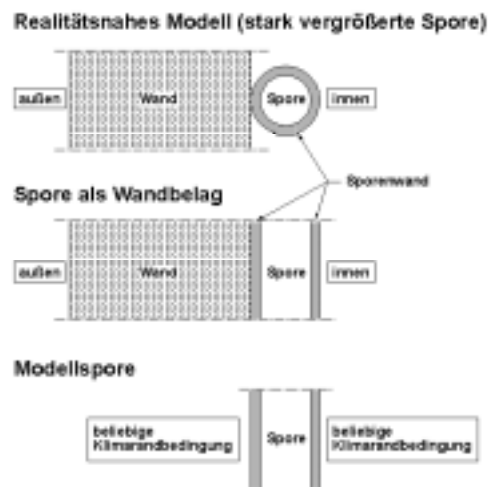 Realitätsnahes Modell (stark vergrößerte Spore)
außen Wand Spore innen
Sporenwand
Spore als Wandbelag
außen Wand Spore innen
Modellspore
beliebige Klimarandbedingung
Spore
beliebige Klimarandbedingung